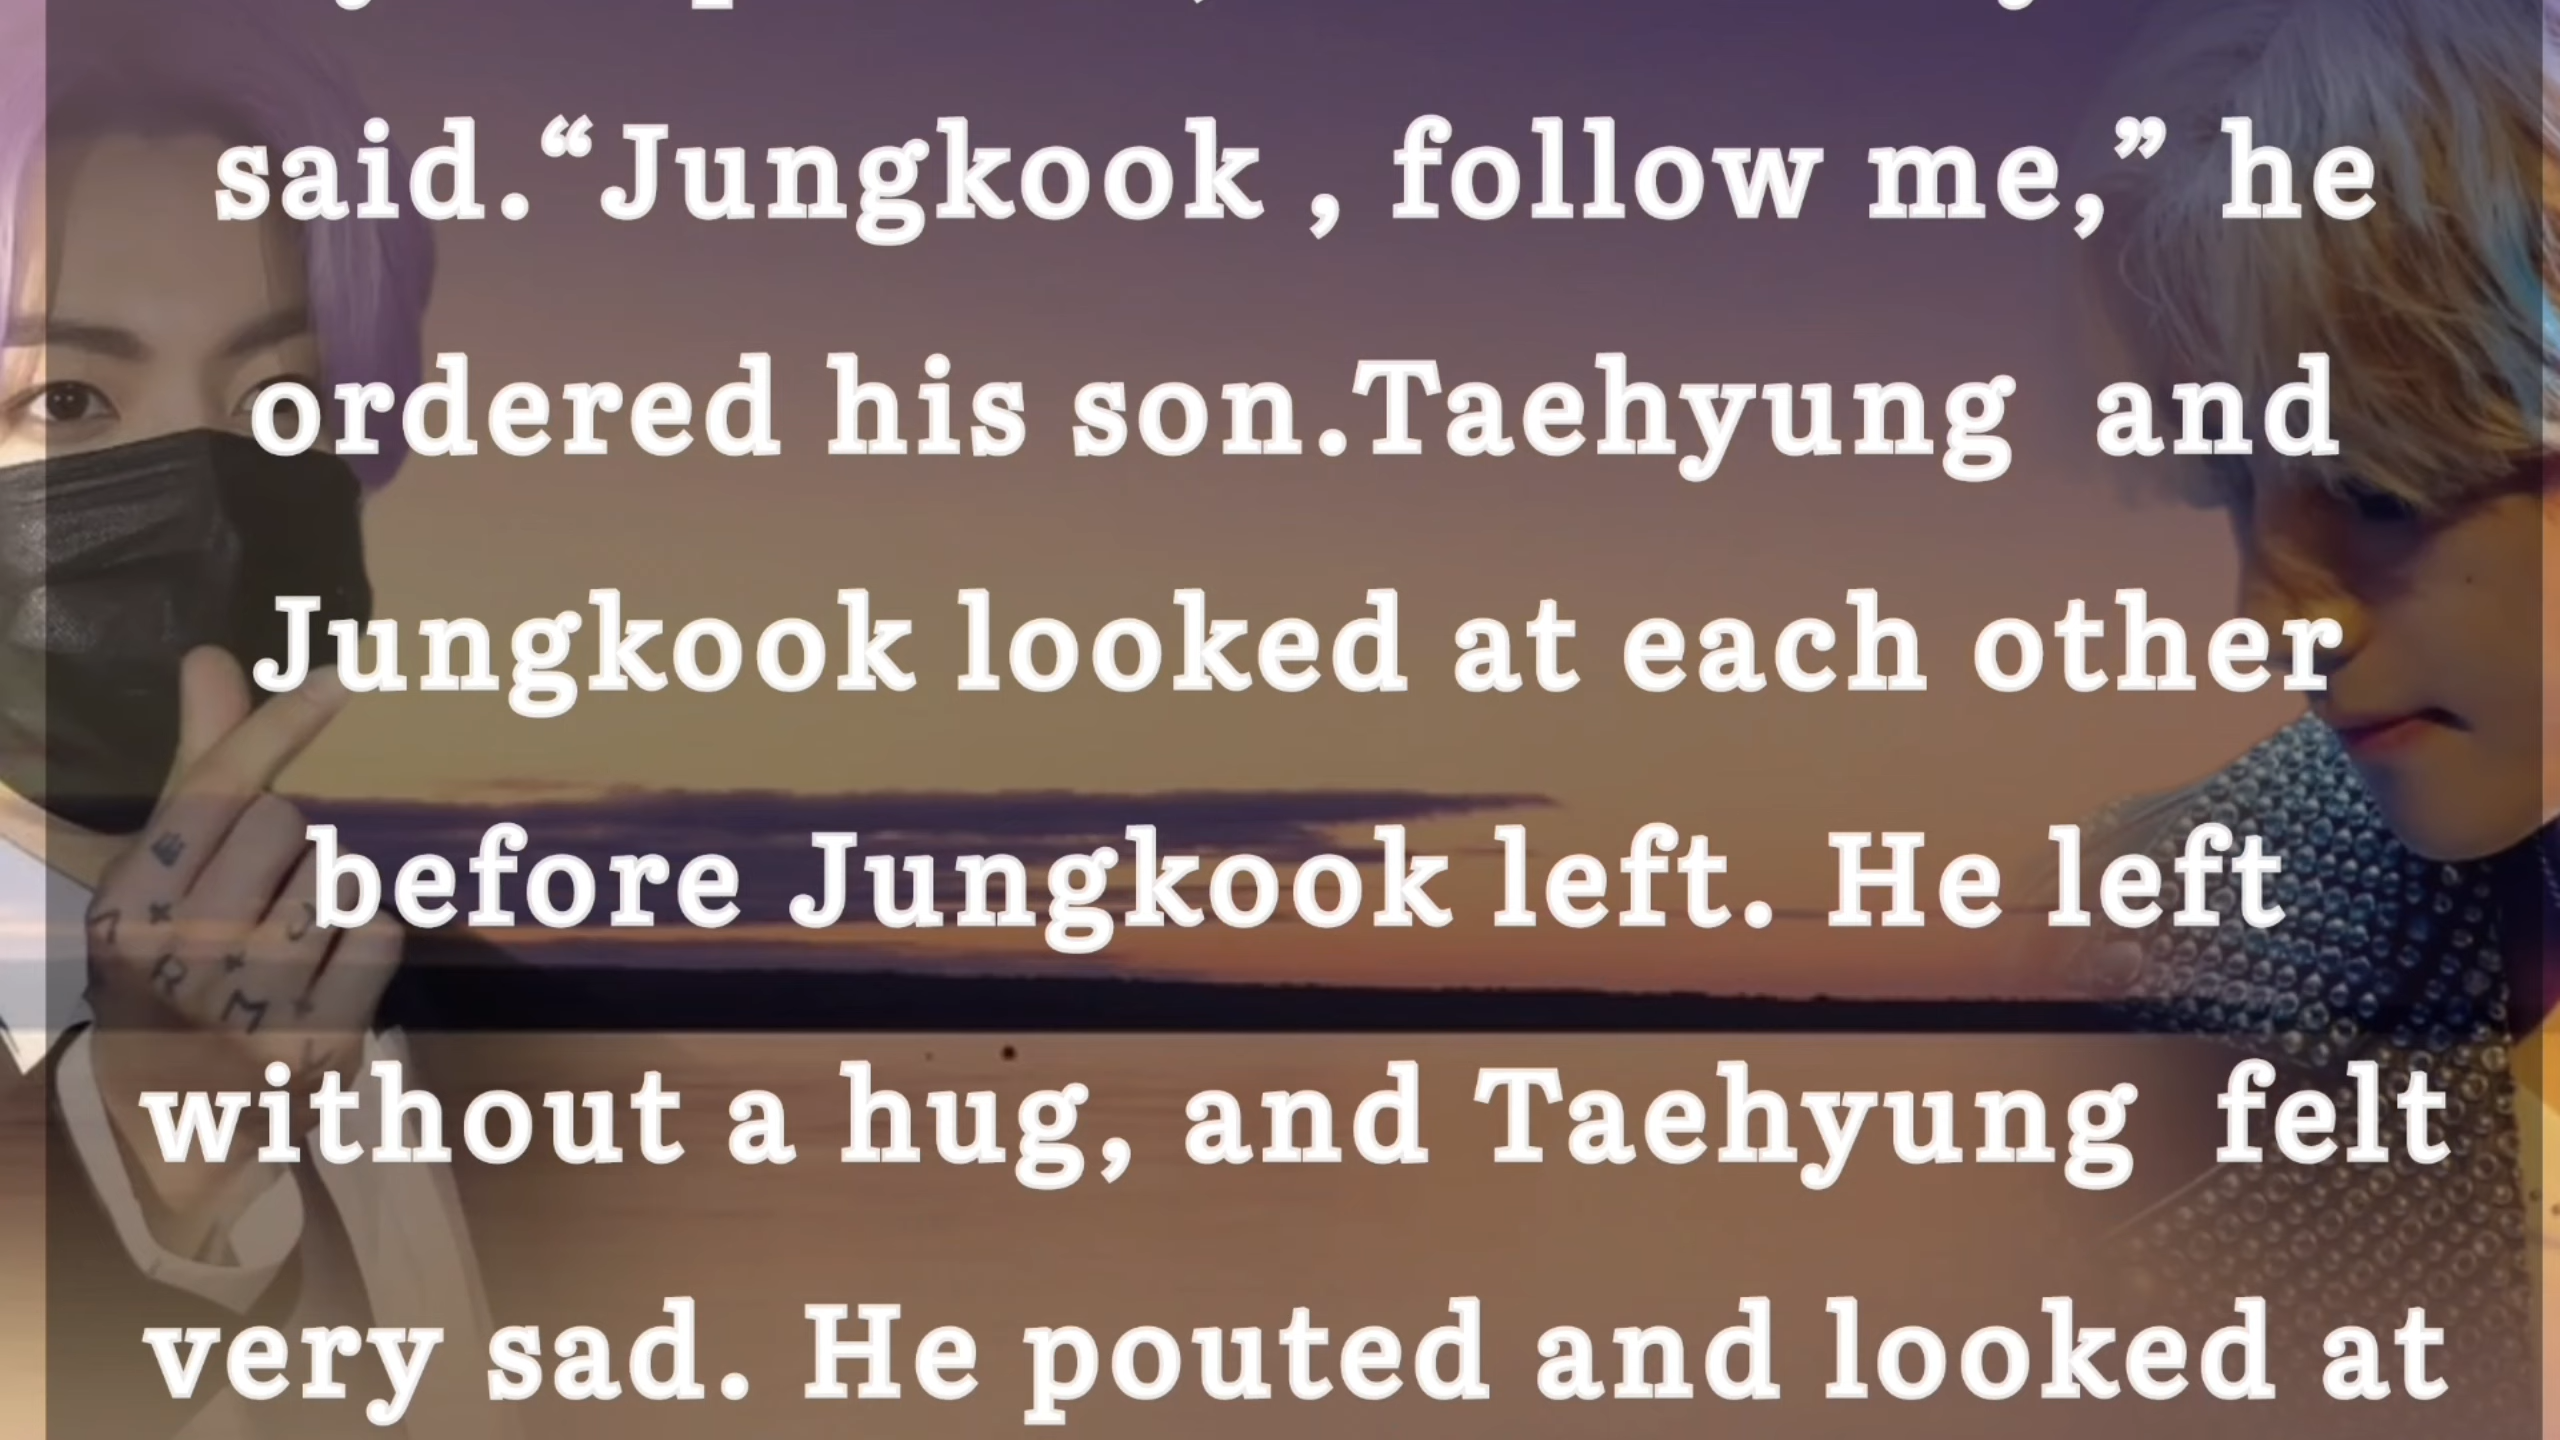 said.“Jungkook , follow me,” he
ordered his son.Taehyung  and
Jungkook looked at each other
before Jungkook left. He left
without a hug, and Taehyung  felt
very sad. He pouted and looked at